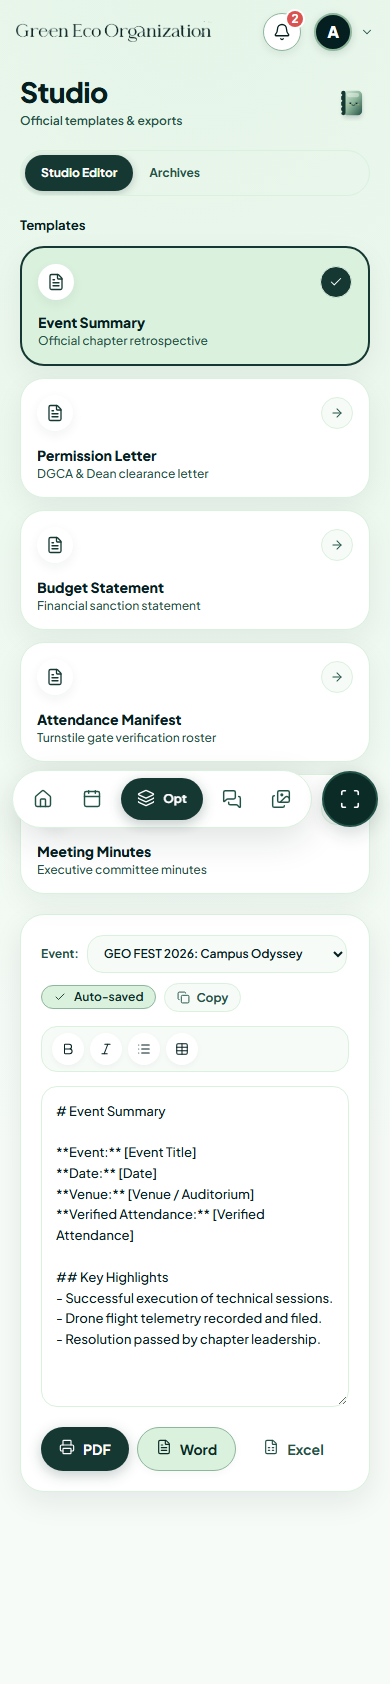 Green Eco Organization
2
A
Studio
Official templates & exports
Studio Editor
Archives
Templates
Event Summary
Official chapter retrospective
Permission Letter
DGCA & Dean clearance letter
Budget Statement
Financial sanction statement
Attendance Manifest
Turnstile gate verification roster
Opt
Meeting Minutes
Executive committee minutes
Event:
GEO FEST 2026: Campus Odyssey
Auto-saved
Copy
B
I
# Event Summary
**Event:** [Event Title]
**Date:** [Date]
**Venue:** [Venue / Auditorium]
**Verified Attendance:** [Verified
Attendance]
## Key Highlights
- Successful execution of technical sessions.
- Drone flight telemetry recorded and filed.
- Resolution passed by chapter leadership.
PDF
Word
Excel